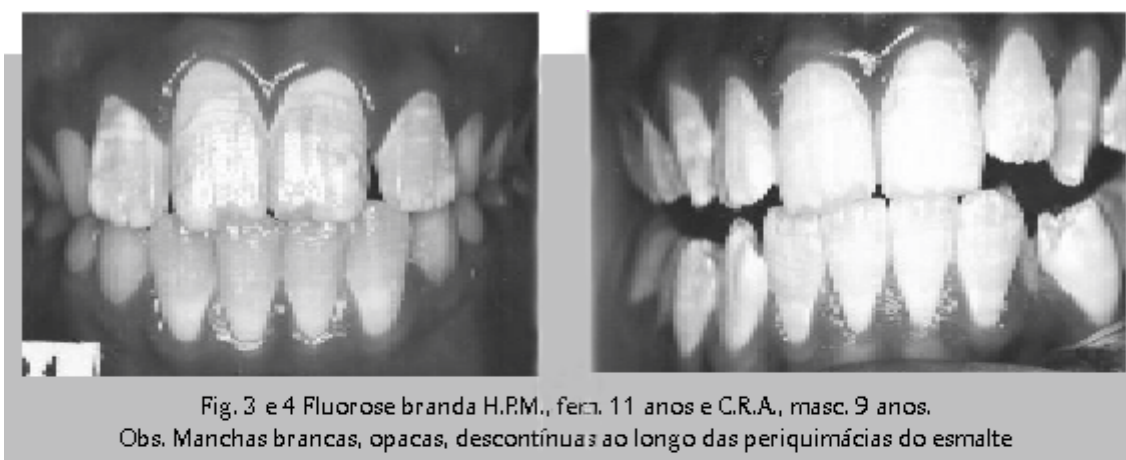 Fig. 3 e 4 Fluorose branda H.P.M., fem. 11 anos e C.R.A., masc. 9 anos.
Obs. Manchas brancas, opacas, descontínuas ao longo das periquimácias do esmalte